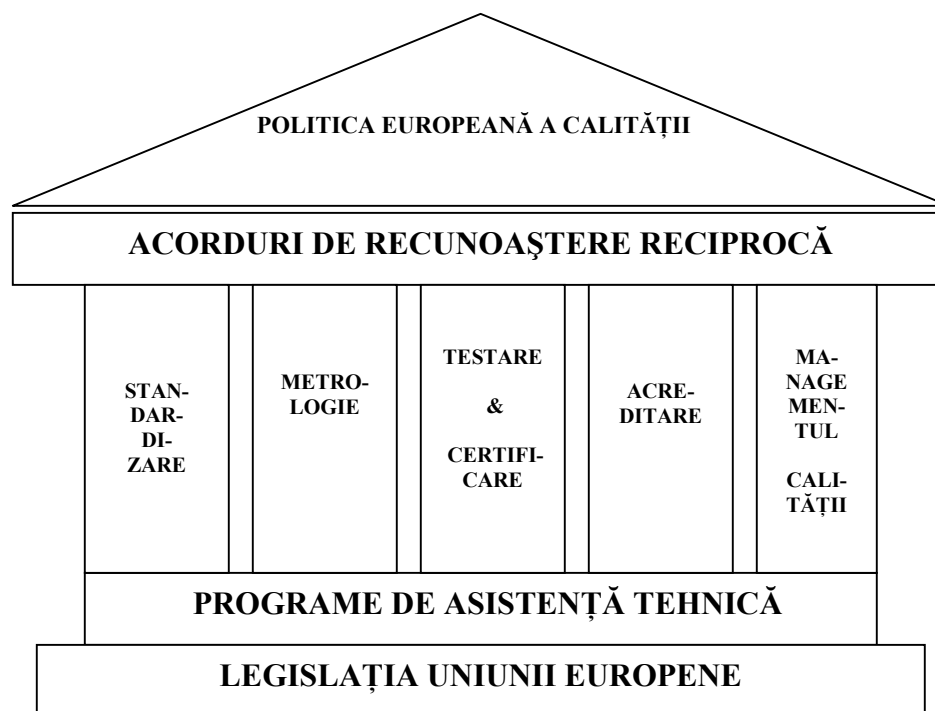 POLITICA EUROPEANĂ A CALITĂȚII
ACORDURI DE RECUNOAŞTERE RECIPROCĂ
STAN-
DAR-
DI-
ZARE
METRO-
LOGIE
TESTARE
&
CERTIFI-
CARE
ACRE-
DITARE
MA-
NAGE
MEN-
TUL
CALI-
TĂȚII
PROGRAME DE ASISTENȚĂ TEHNICĂ
LEGISLAȚIA UNIUNII EUROPENE